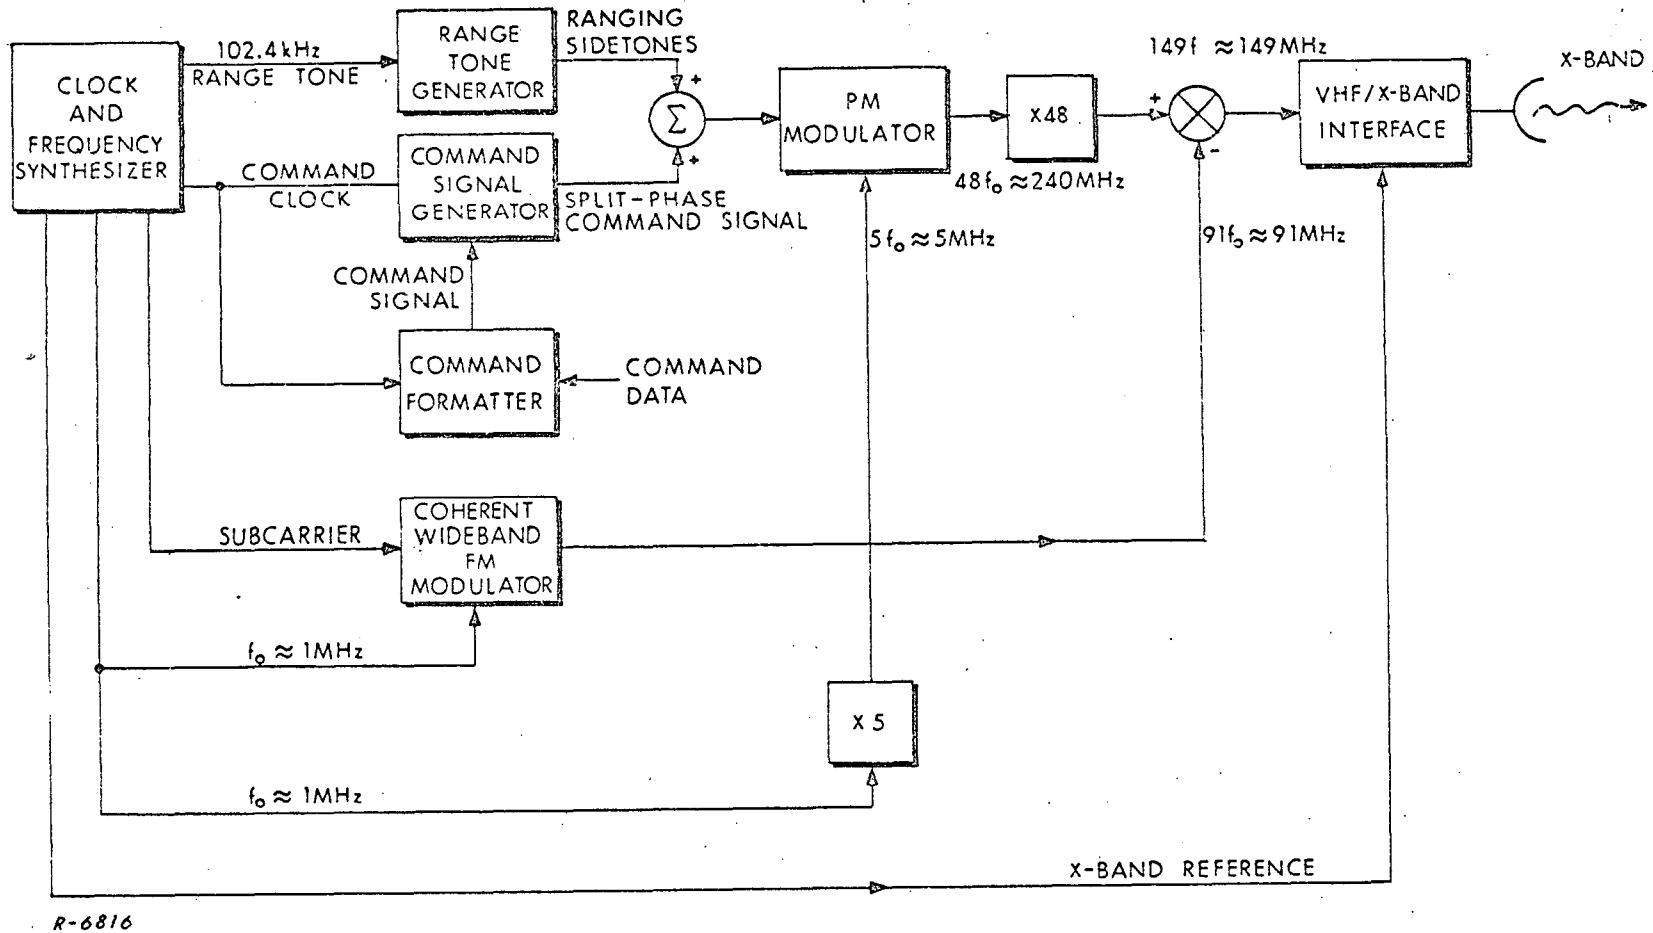 CLOCK
AND
FREQUENCY
SYNTHESIZER
102.4kHz
RANGE TONE
RANGE
TONE
GENERATOR
RANGING
SIDETONES
+
Σ
+
COMMAND
CLOCK
COMMAND
SIGNAL
GENERATOR
SPLIT-PHASE
COMMAND SIGNAL
COMMAND
SIGNAL
COMMAND
FORMATTER
COMMAND
DATA
PM
MODULATOR
X48
48f₀ ≈ 240MHz
+
-
149f ≈ 149MHz
VHF/X-BAND
INTERFACE
X-BAND
5f₀ ≈ 5MHz
91f₀ ≈ 91MHz
SUBCARRIER
COHERENT
WIDEBAND
FM
MODULATOR
f₀ ≈ 1MHz
X 5
f₀ ≈ 1MHz
X-BAND REFERENCE
R-6816